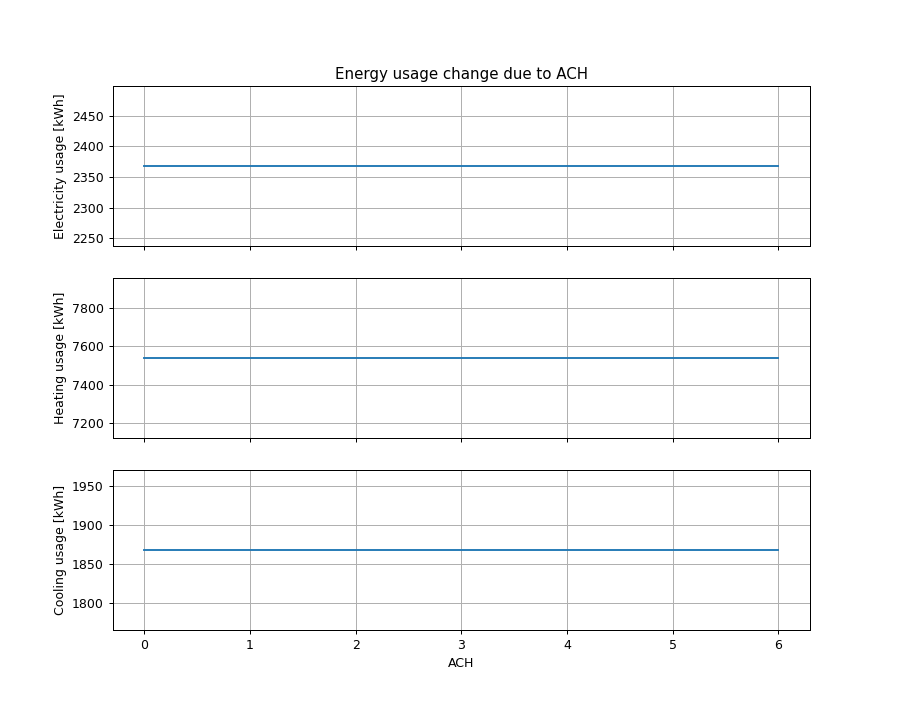 Energy usage change due to ACH
Electricity usage [kWh]
2450
2400
2350
2300
2250
Heating usage [kWh]
7800
7600
7400
7200
Cooling usage [kWh]
1950
1900
1850
1800
0 1 2 3 4 5 6
ACH